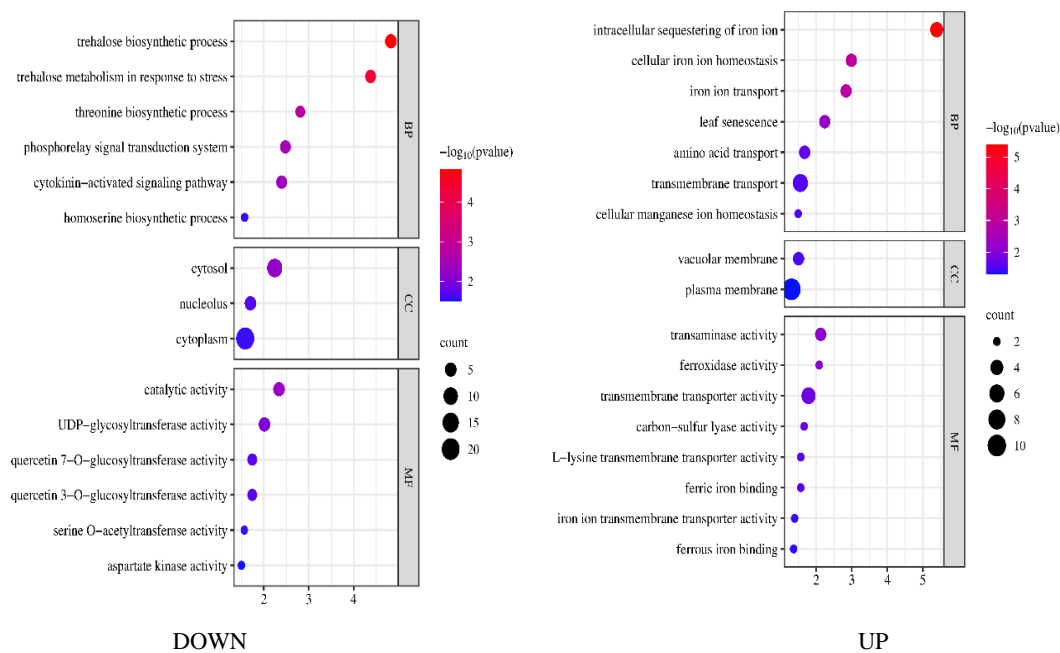 trehalose biosynthetic process
trehalose metabolism in response to stress
threonine biosynthetic process
phosphorelay signal transduction system
cytokinin−activated signaling pathway
homoserine biosynthetic process
BP
cytosol
nucleolus
cytoplasm
CC
catalytic activity
UDP−glycosyltransferase activity
quercetin 7−O−glucosyltransferase activity
quercetin 3−O−glucosyltransferase activity
serine O−acetyltransferase activity
aspartate kinase activity
MF
2 3 4
−log₁₀(pvalue)
4
3
2
count
5
10
15
20
DOWN
intracellular sequestering of iron ion
cellular iron ion homeostasis
iron ion transport
leaf senescence
amino acid transport
transmembrane transport
cellular manganese ion homeostasis
BP
vacuolar membrane
plasma membrane
CC
transaminase activity
ferroxidase activity
transmembrane transporter activity
carbon−sulfur lyase activity
L−lysine transmembrane transporter activity
ferric iron binding
iron ion transmembrane transporter activity
ferrous iron binding
MF
2 3 4 5
−log₁₀(pvalue)
5
4
3
2
count
2
4
6
8
10
UP